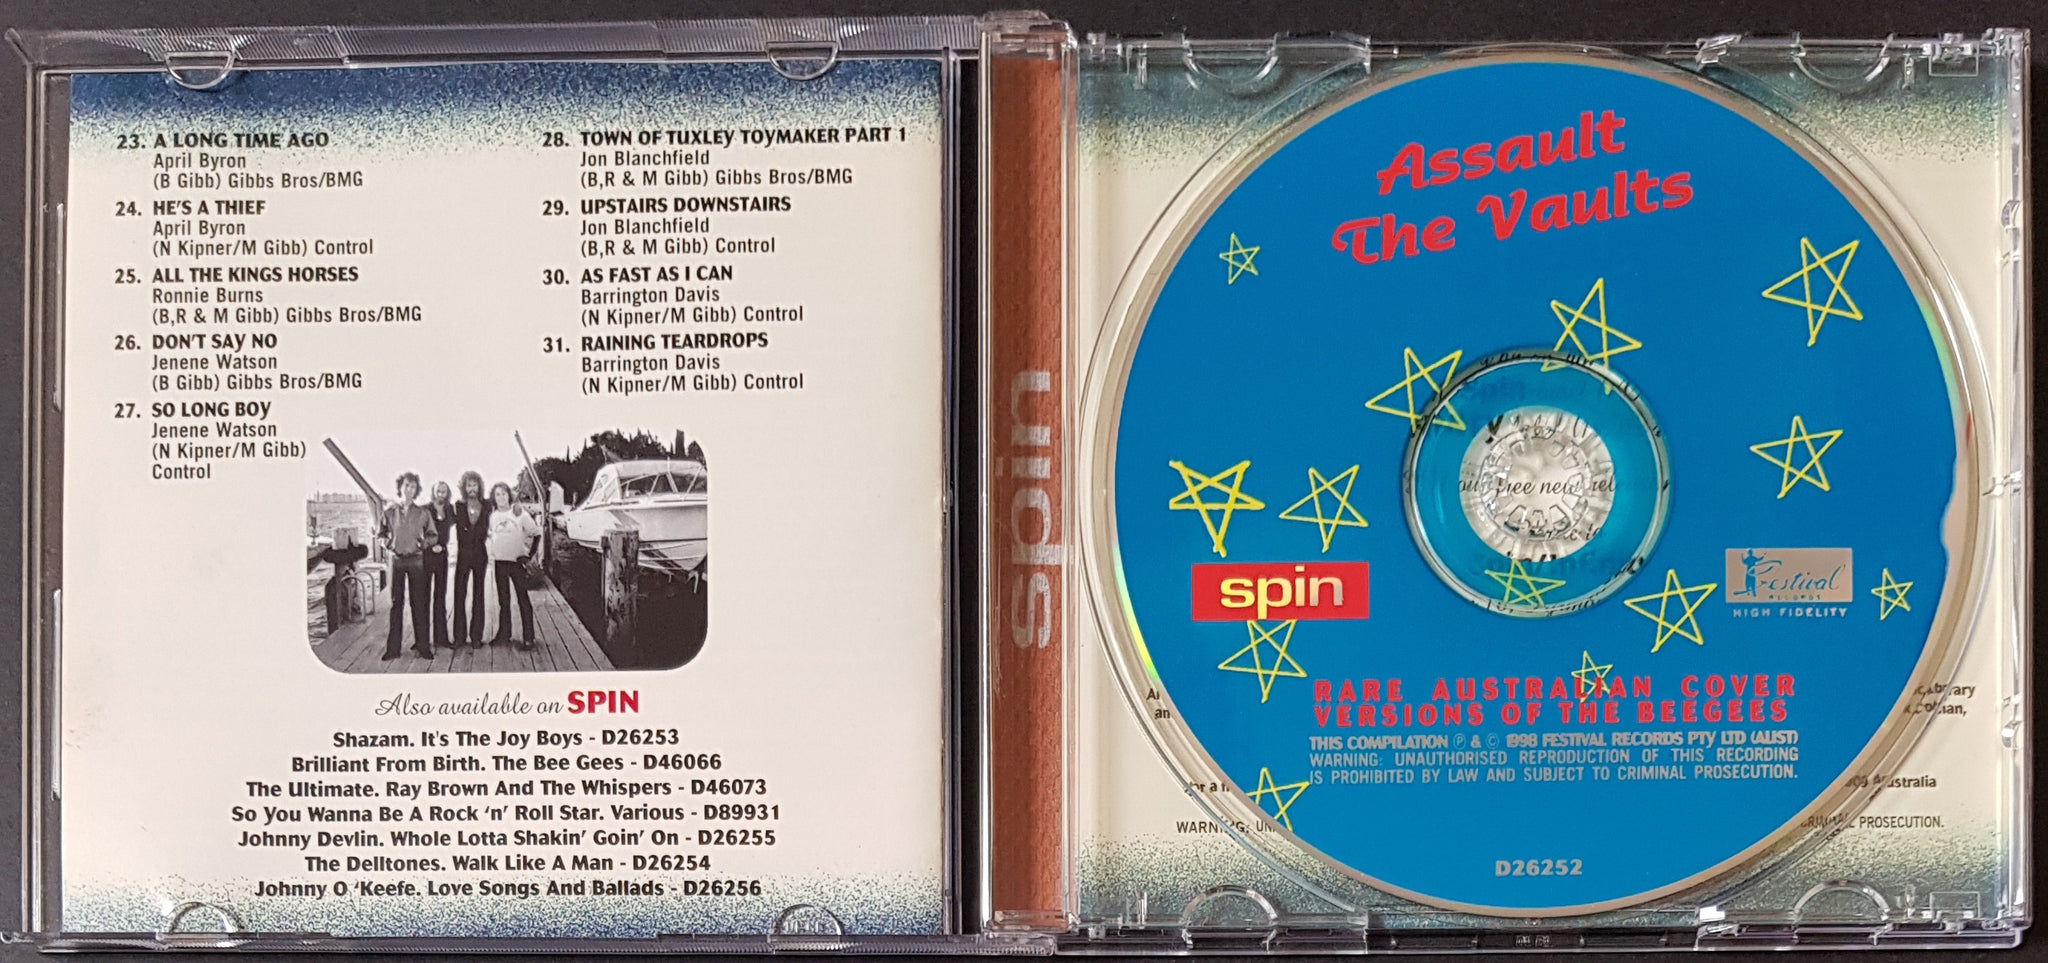 23. A LONG TIME AGO
April Byron
(B Gibb) Gibbs Bros/BMG
24. HE'S A THIEF
April Byron
(N Kipner/M Gibb) Control
25. ALL THE KINGS HORSES
Ronnie Burns
(B,R & M Gibb) Gibbs Bros/BMG
26. DON'T SAY NO
Jenene Watson
(B Gibb) Gibbs Bros/BMG
27. SO LONG BOY
Jenene Watson
(N Kipner/M Gibb)
Control
28. TOWN OF TUXLEY TOYMAKER PART 1
Jon Blanchfield
(B,R & M Gibb) Gibbs Bros/BMG
29. UPSTAIRS DOWNSTAIRS
Jon Blanchfield
(B,R & M Gibb) Control
30. AS FAST AS I CAN
Barrington Davis
(N Kipner/M Gibb) Control
31. RAINING TEARDROPS
Barrington Davis
(N Kipner/M Gibb) Control
Also available on SPIN
Shazam. It's The Joy Boys - D26253
Brilliant From Birth. The Bee Gees - D46066
The Ultimate. Ray Brown And The Whispers - D46073
So You Wanna Be A Rock 'n' Roll Star. Various - D89931
Johnny Devlin. Whole Lotta Shakin' Goin' On - D26255
The Delltones. Walk Like A Man - D26254
Johnny O 'Keefe. Love Songs And Ballads - D26256
spin
Assault
The Vaults
spin
Festival
RECORDS
HIGH FIDELITY
RARE AUSTRALIAN COVER
VERSIONS OF THE BEEGEES
THIS COMPILATION ℗ & © 1998 FESTIVAL RECORDS PTY LTD (AUST)
WARNING: UNAUTHORISED REPRODUCTION OF THIS RECORDING
IS PROHIBITED BY LAW AND SUBJECT TO CRIMINAL PROSECUTION.
D26252
free new
Australia
WARNING:
PROSECUTION.